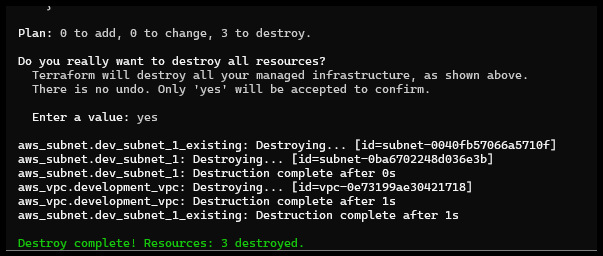 }
Plan: 0 to add, 0 to change, 3 to destroy.
Do you really want to destroy all resources?
Terraform will destroy all your managed infrastructure, as shown above.
There is no undo. Only 'yes' will be accepted to confirm.
Enter a value: yes
aws_subnet.dev_subnet_1_existing: Destroying... [id=subnet-0040fb57066a5710f]
aws_subnet.dev_subnet_1: Destroying... [id=subnet-0ba6702248d036e3b]
aws_subnet.dev_subnet_1: Destruction complete after 0s
aws_vpc.development_vpc: Destroying... [id=vpc-0e73199ae30421718]
aws_vpc.development_vpc: Destruction complete after 1s
aws_subnet.dev_subnet_1_existing: Destruction complete after 1s
Destroy complete! Resources: 3 destroyed.